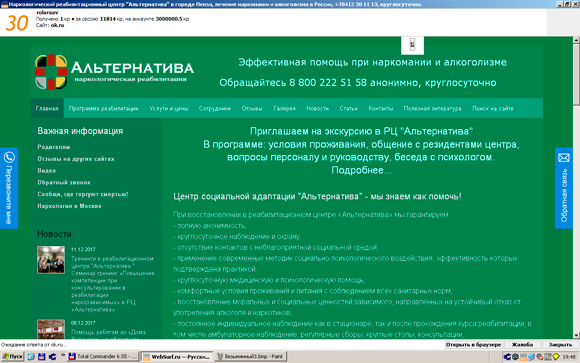 Наркологический реабилитационный центр "Альтернатива" в городе Пенза, лечение наркомании и алкоголизма в России, +78412 30 11 13, круглосуточно.
30
rolaraav
Получено 1 кр • за сессию 11814 кр, на аккаунте 3000000.5 кр
Сайт: ok.ru
АЛЬТЕРНАТИВА
наркологическая реабилитация
Эффективная помощь при наркомании и алкоголизме
Обращайтесь 8 800 222 51 58 анонимно, круглосуточно
Главная Программа реабилитации Услуги и цены Сотрудники Отзывы Галерея Новости Статьи Контакты Полезная литература Поиск на сайте
Важная информация
Родителям
Отзывы на других сайтах
Видео
Обратный звонок
Сообщи, где торгуют смертью!
Наркология в Москве
Новости
11.12.2017
Тренинги в реабилитационном
центре "Альтернатива"
Семинар-тренинг «Повышение
компетенции при
консультировании в
реабилитации
наркозависимых» в РЦ
«Альтернатива»
08.12.2017
Помощь ребятам из «Дома
Приглашаем на экскурсию в РЦ "Альтернатива"
В программе: условия проживания, общение с резидентами центра,
вопросы персоналу и руководству, беседа с психологом.
Подробнее...
Центр социальной адаптации "Альтернатива" - мы знаем как помочь!
При восстановлении в реабилитационном центре «Альтернатива» мы гарантируем:
- полную анонимность;
- круглосуточное наблюдение и охрану;
- отсутствие контактов с неблагоприятной социальной средой;
- применение современных методик социально-психологического воздействия, эффективность которых
подтверждена практикой;
- круглосуточную медицинскую и психологическую помощь;
- комфортные условия проживания и питания с соблюдением всех санитарных норм;
- восстановление моральных и социальных ценностей зависимого, направленных на устойчивый отказ от
употребления алкоголя и наркотиков;
- постоянное индивидуальное наблюдение как в стационаре, так и после прохождения курса реабилитации, в
том числе амбулаторное наблюдение, регулярные сборы, круглые столы, консультации
Перезвоните мне
Обратная связь
Ожидание ответа от ok.ru...
Открыть в браузере Жалоба Закрыть
Пуск
Total Commander 6.55 - ...
WebSurf.ru — Русски...
Безымянный3.bmp - Paint
19:46